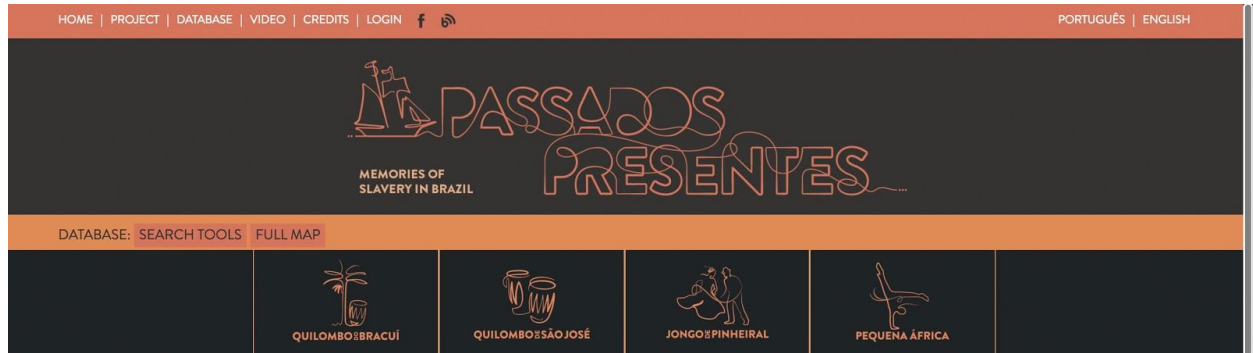 HOME | PROJECT | DATABASE | VIDEO | CREDITS | LOGIN
PORTUGUÊS | ENGLISH
PASSADOS
PRESENTES
MEMORIES OF
SLAVERY IN BRAZIL
DATABASE: SEARCH TOOLS FULL MAP
QUILOMBO DO BRACUÍ
QUILOMBO DE SÃO JOSÉ
JONGO DE PINHEIRAL
PEQUENA ÁFRICA